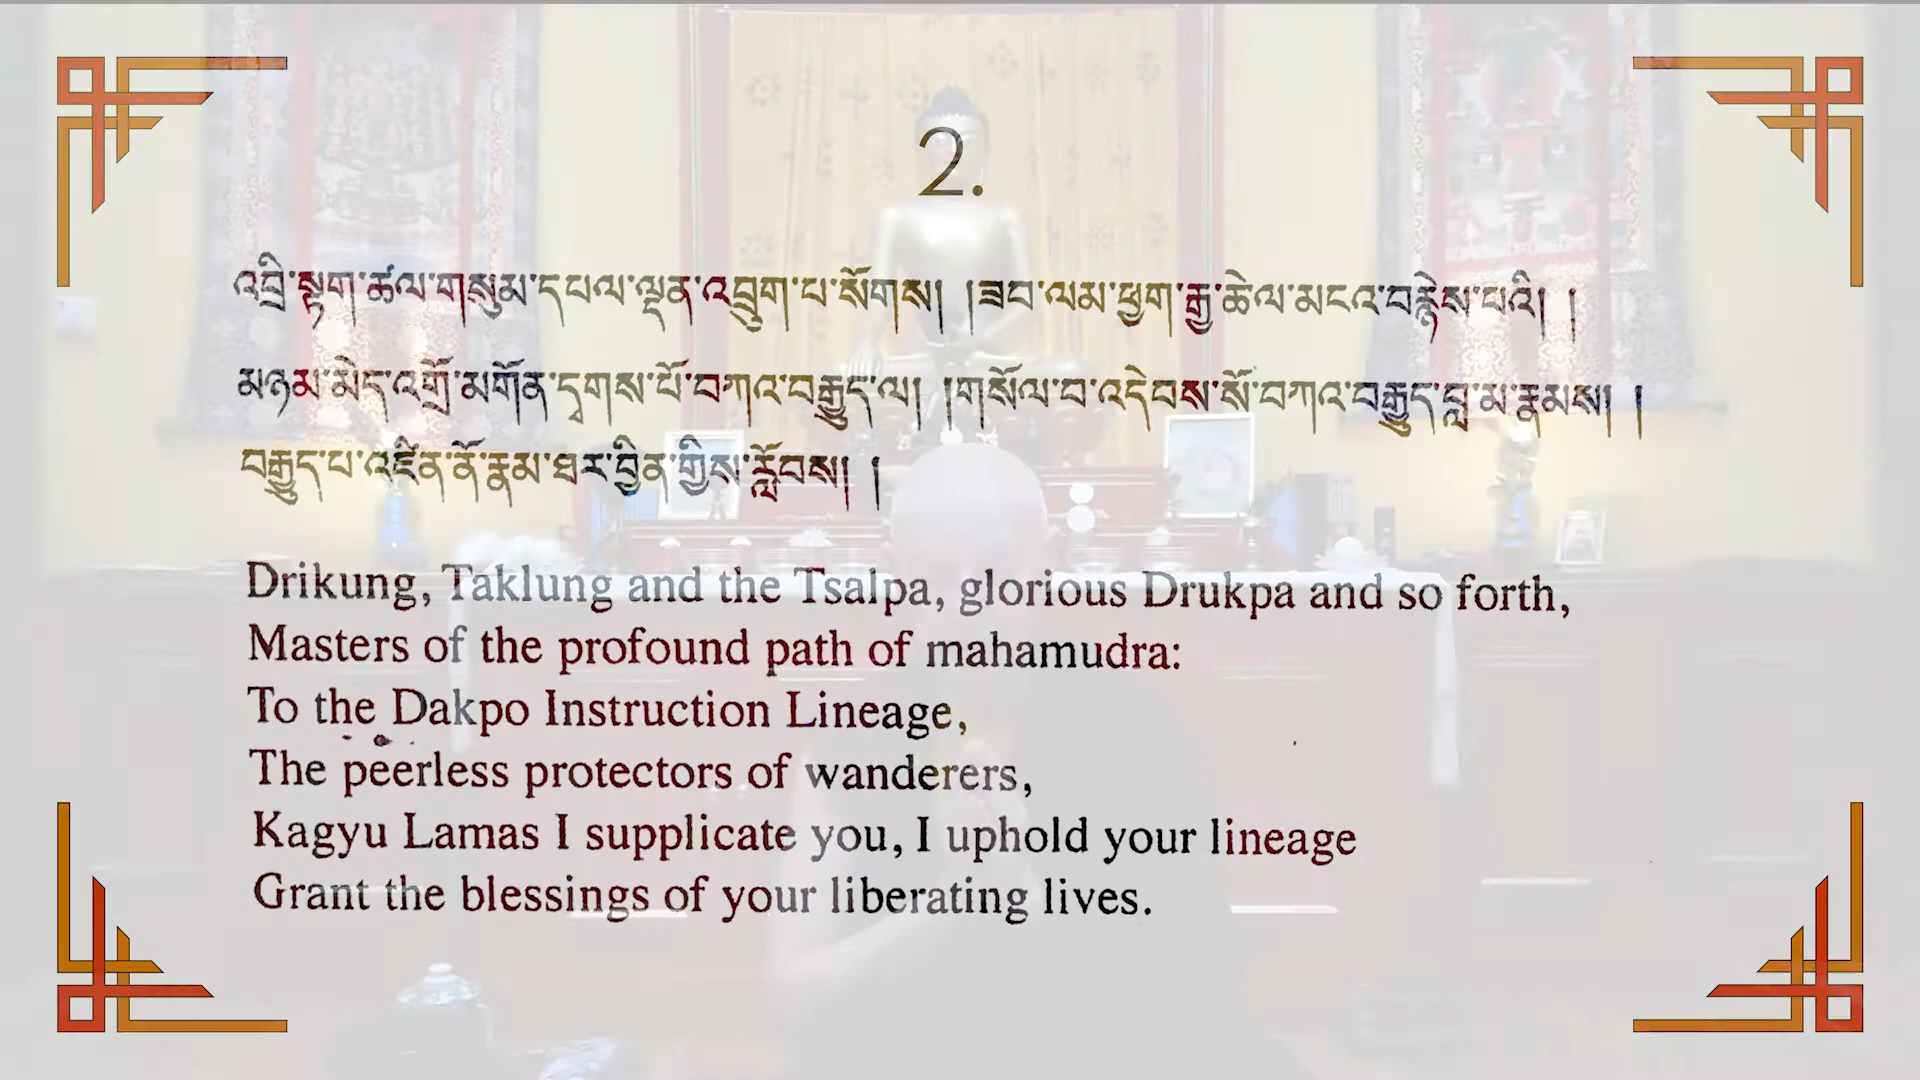 2.
འབྲི་སྟག་ཚལ་གསུམ་དཔལ་ལྡན་འབྲུག་པ་སོགས། །ཟབ་ལམ་ཕྱག་རྒྱ་ཆེ་ལ་མངའ་བརྙེས་པའི། །
མཉམ་མེད་འགྲོ་མགོན་དྭགས་པོ་བཀའ་བརྒྱུད་ལ། །གསོལ་བ་འདེབས་སོ་བཀའ་བརྒྱུད་བླ་མ་རྣམས། །
བརྒྱུད་པ་འཛིན་ནོ་རྣམ་ཐར་བྱིན་གྱིས་རློབས། །
Drikung, Taklung and the Tsalpa, glorious Drukpa and so forth,
Masters of the profound path of mahamudra:
To the Dakpo Instruction Lineage,
The peerless protectors of wanderers,
Kagyu Lamas I supplicate you, I uphold your lineage
Grant the blessings of your liberating lives.